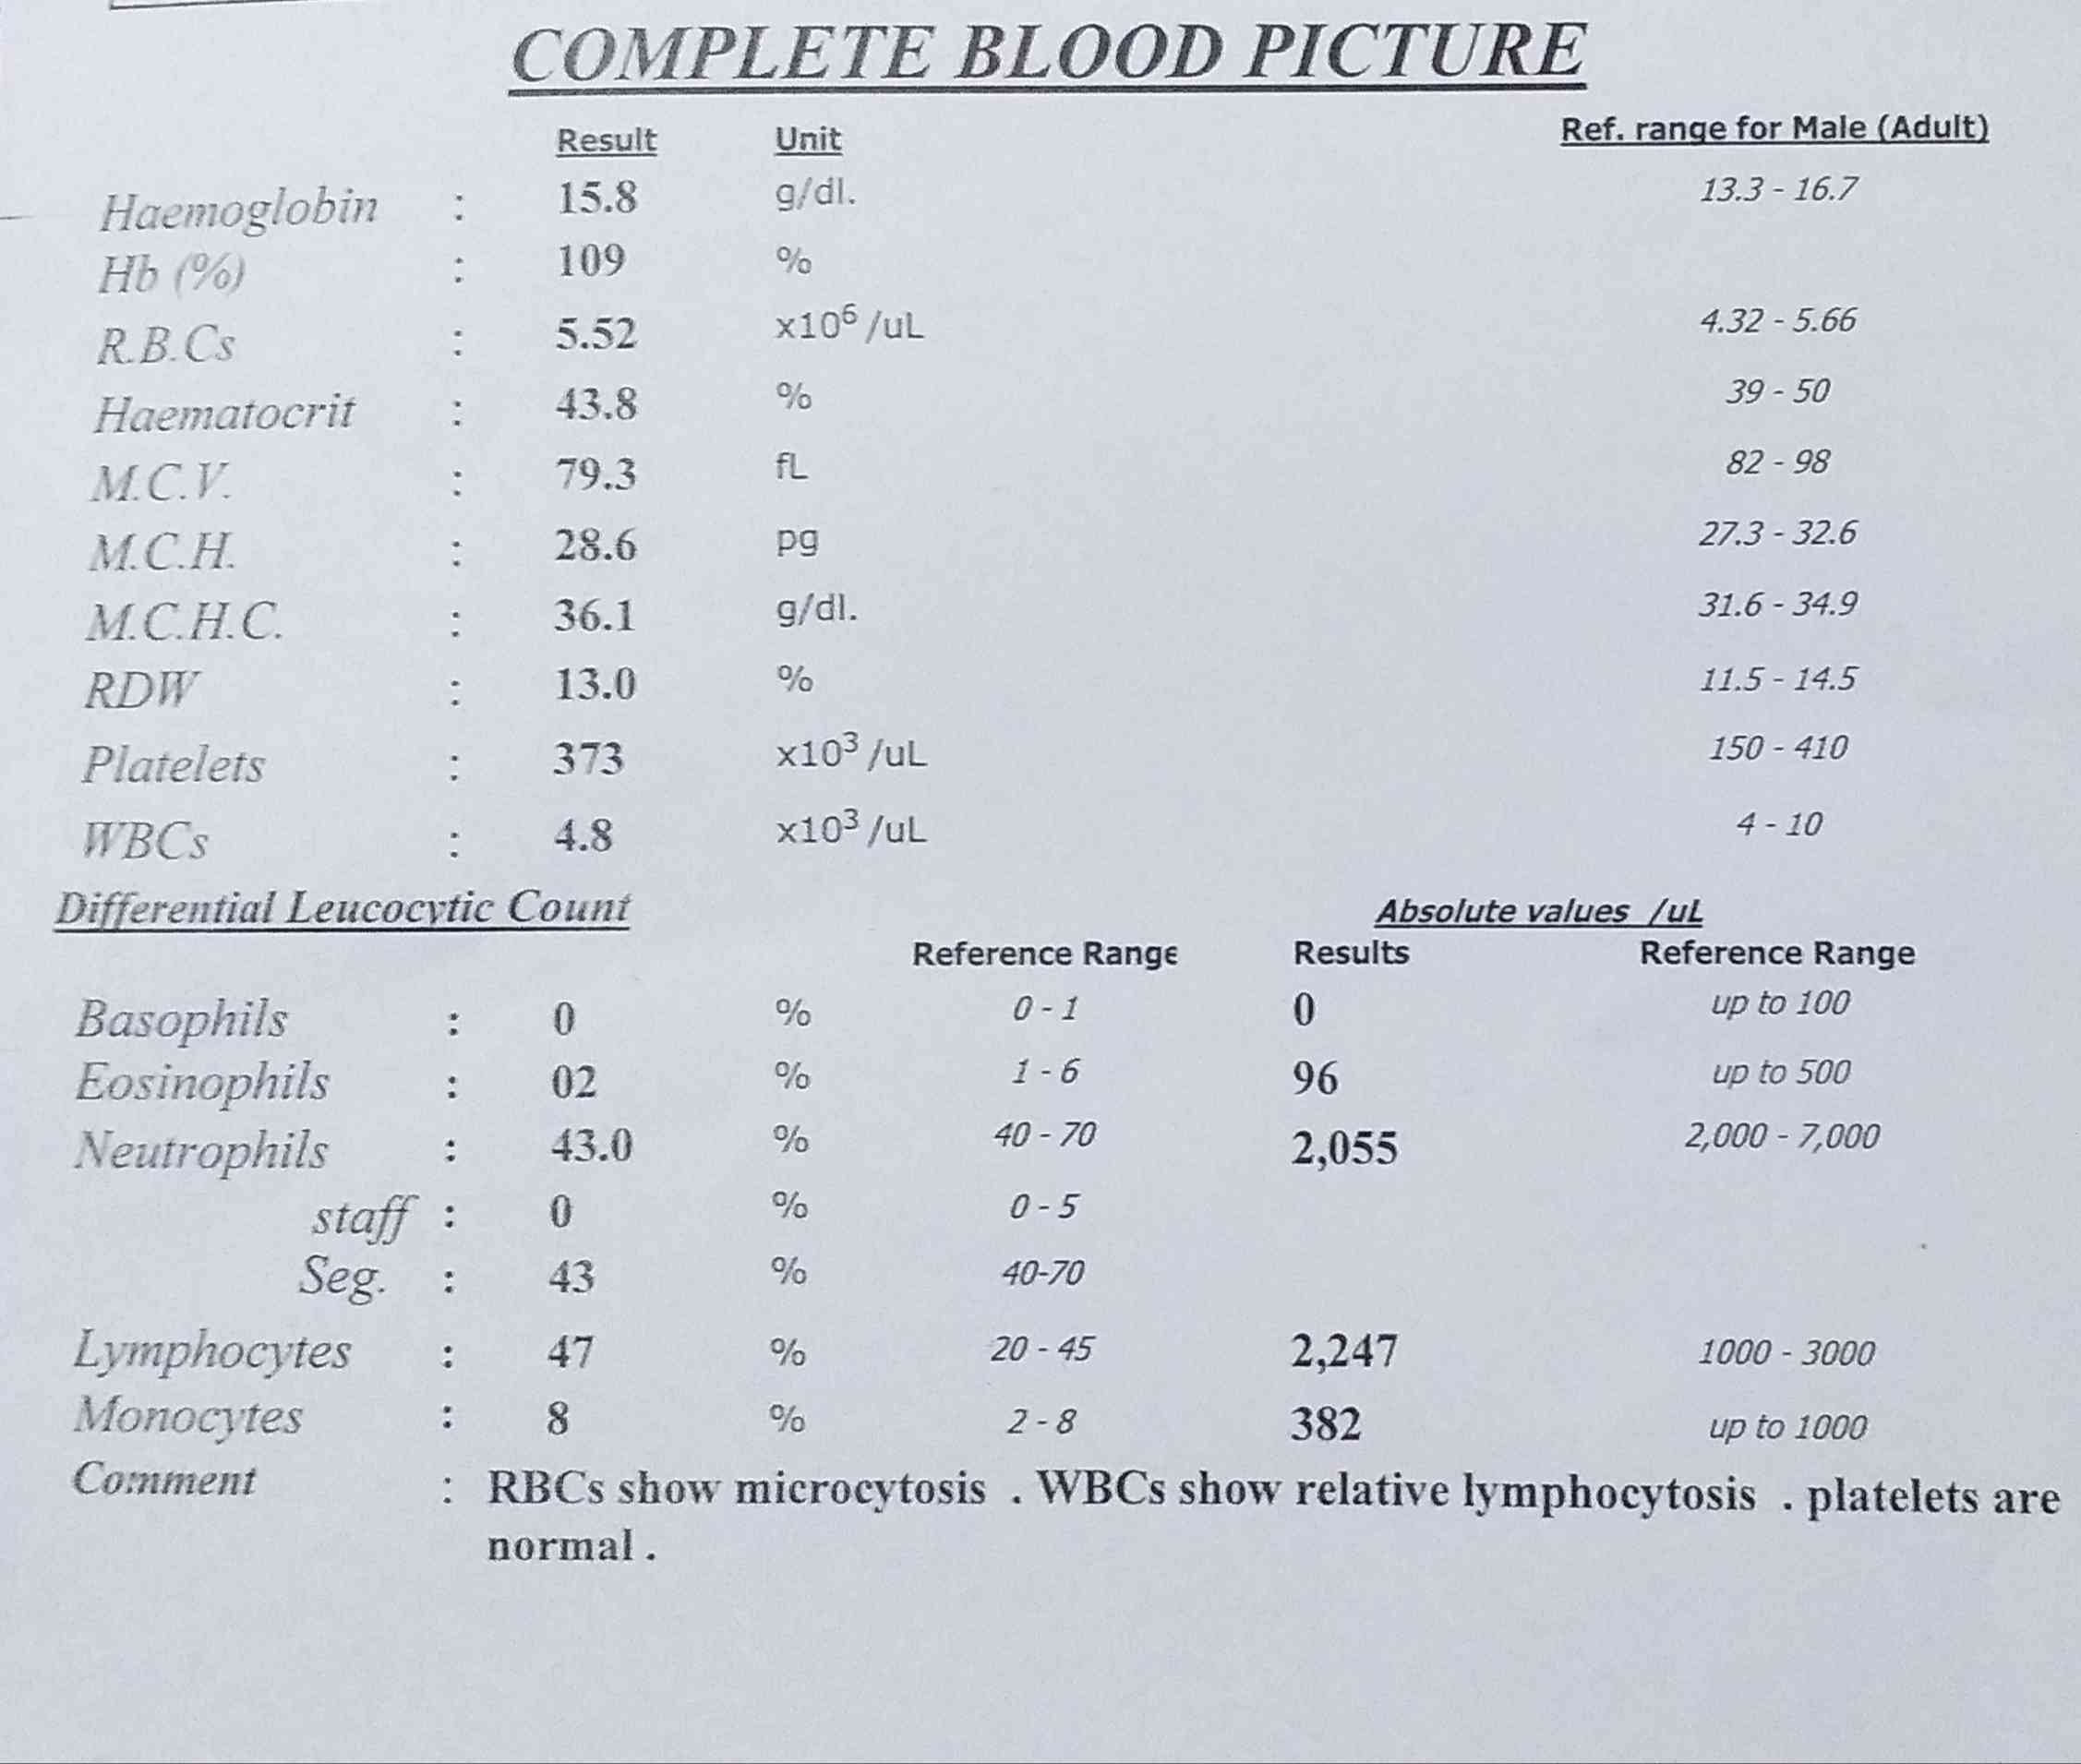 COMPLETE BLOOD PICTURE
Result Unit Ref. range for Male (Adult)
Haemoglobin : 15.8 g/dl. 13.3 - 16.7
Hb (%) : 109 %
R.B.Cs : 5.52 x10⁶ /uL 4.32 - 5.66
Haematocrit : 43.8 % 39 - 50
M.C.V. : 79.3 fL 82 - 98
M.C.H. : 28.6 pg 27.3 - 32.6
M.C.H.C. : 36.1 g/dl. 31.6 - 34.9
RDW : 13.0 % 11.5 - 14.5
Platelets : 373 x10³ /uL 150 - 410
WBCs : 4.8 x10³ /uL 4 - 10
Differential Leucocytic Count Absolute values /uL
Reference Range Results Reference Range
Basophils : 0 % 0 - 1 0 up to 100
Eosinophils : 02 % 1 - 6 96 up to 500
Neutrophils : 43.0 % 40 - 70 2,055 2,000 - 7,000
staff : 0 % 0 - 5
Seg. : 43 % 40-70
Lymphocytes : 47 % 20 - 45 2,247 1000 - 3000
Monocytes : 8 % 2 - 8 382 up to 1000
Comment : RBCs show microcytosis . WBCs show relative lymphocytosis . platelets are
normal .